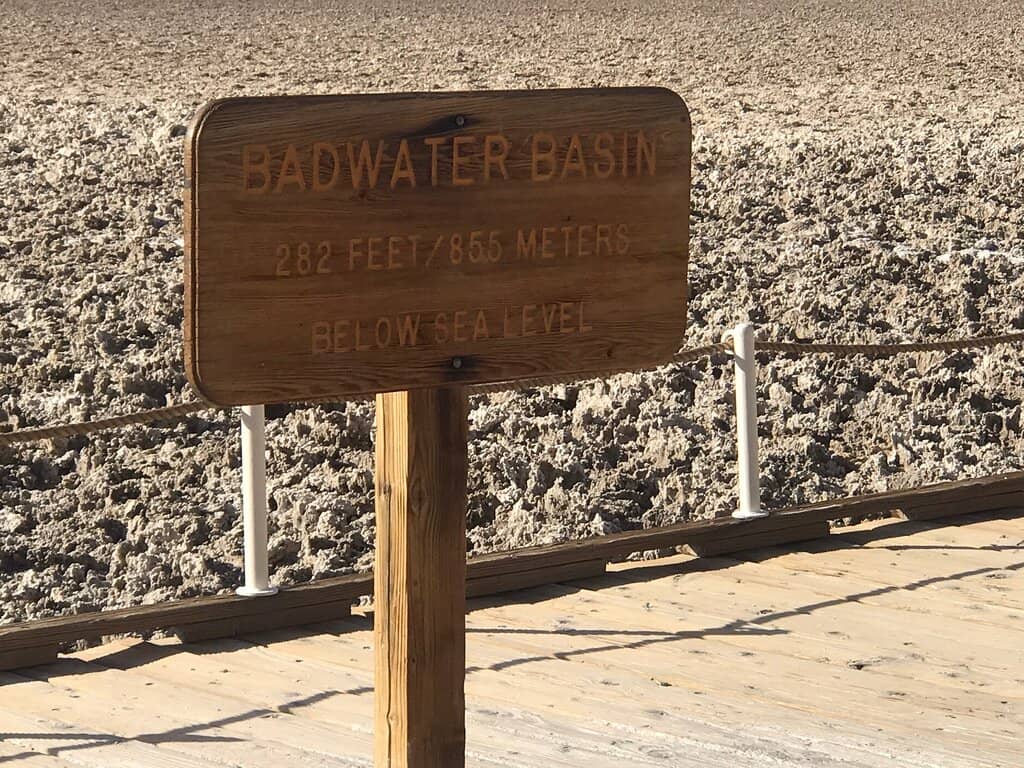 BADWATER BASIN
282 FEET/855 METERS
BELOW SEA LEVEL